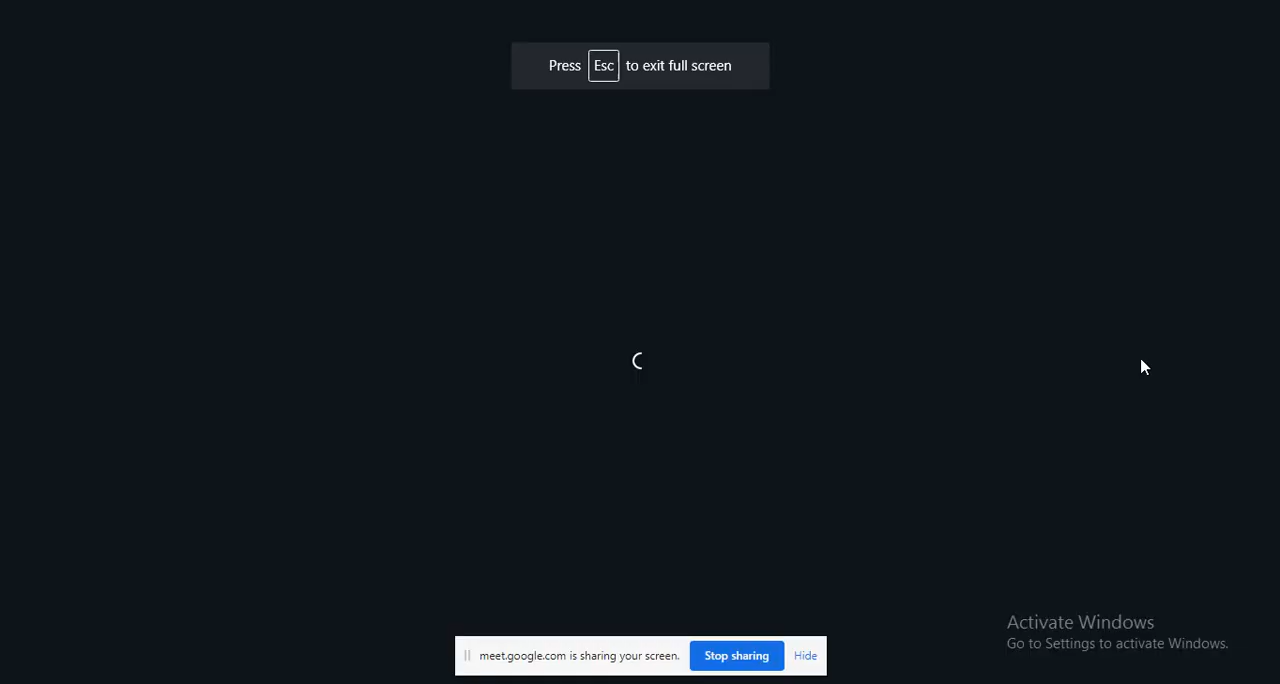 Press Esc to exit full screen
meet.google.com is sharing your screen. Stop sharing Hide
Activate Windows
Go to Settings to activate Windows.